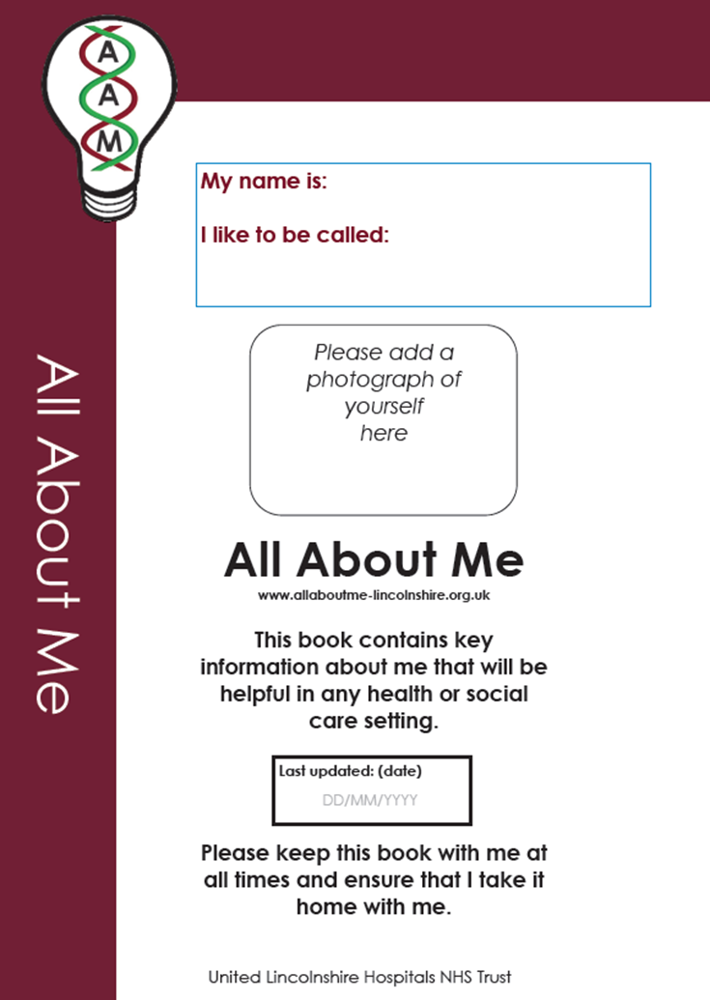 A
A
M
All About Me
My name is:
I like to be called:
Please add a
photograph of
yourself
here
All About Me
www.allaboutme-lincolnshire.org.uk
This book contains key
information about me that will be
helpful in any health or social
care setting.
Last updated: (date)
DD/MM/YYYY
Please keep this book with me at
all times and ensure that I take it
home with me.
United Lincolnshire Hospitals NHS Trust